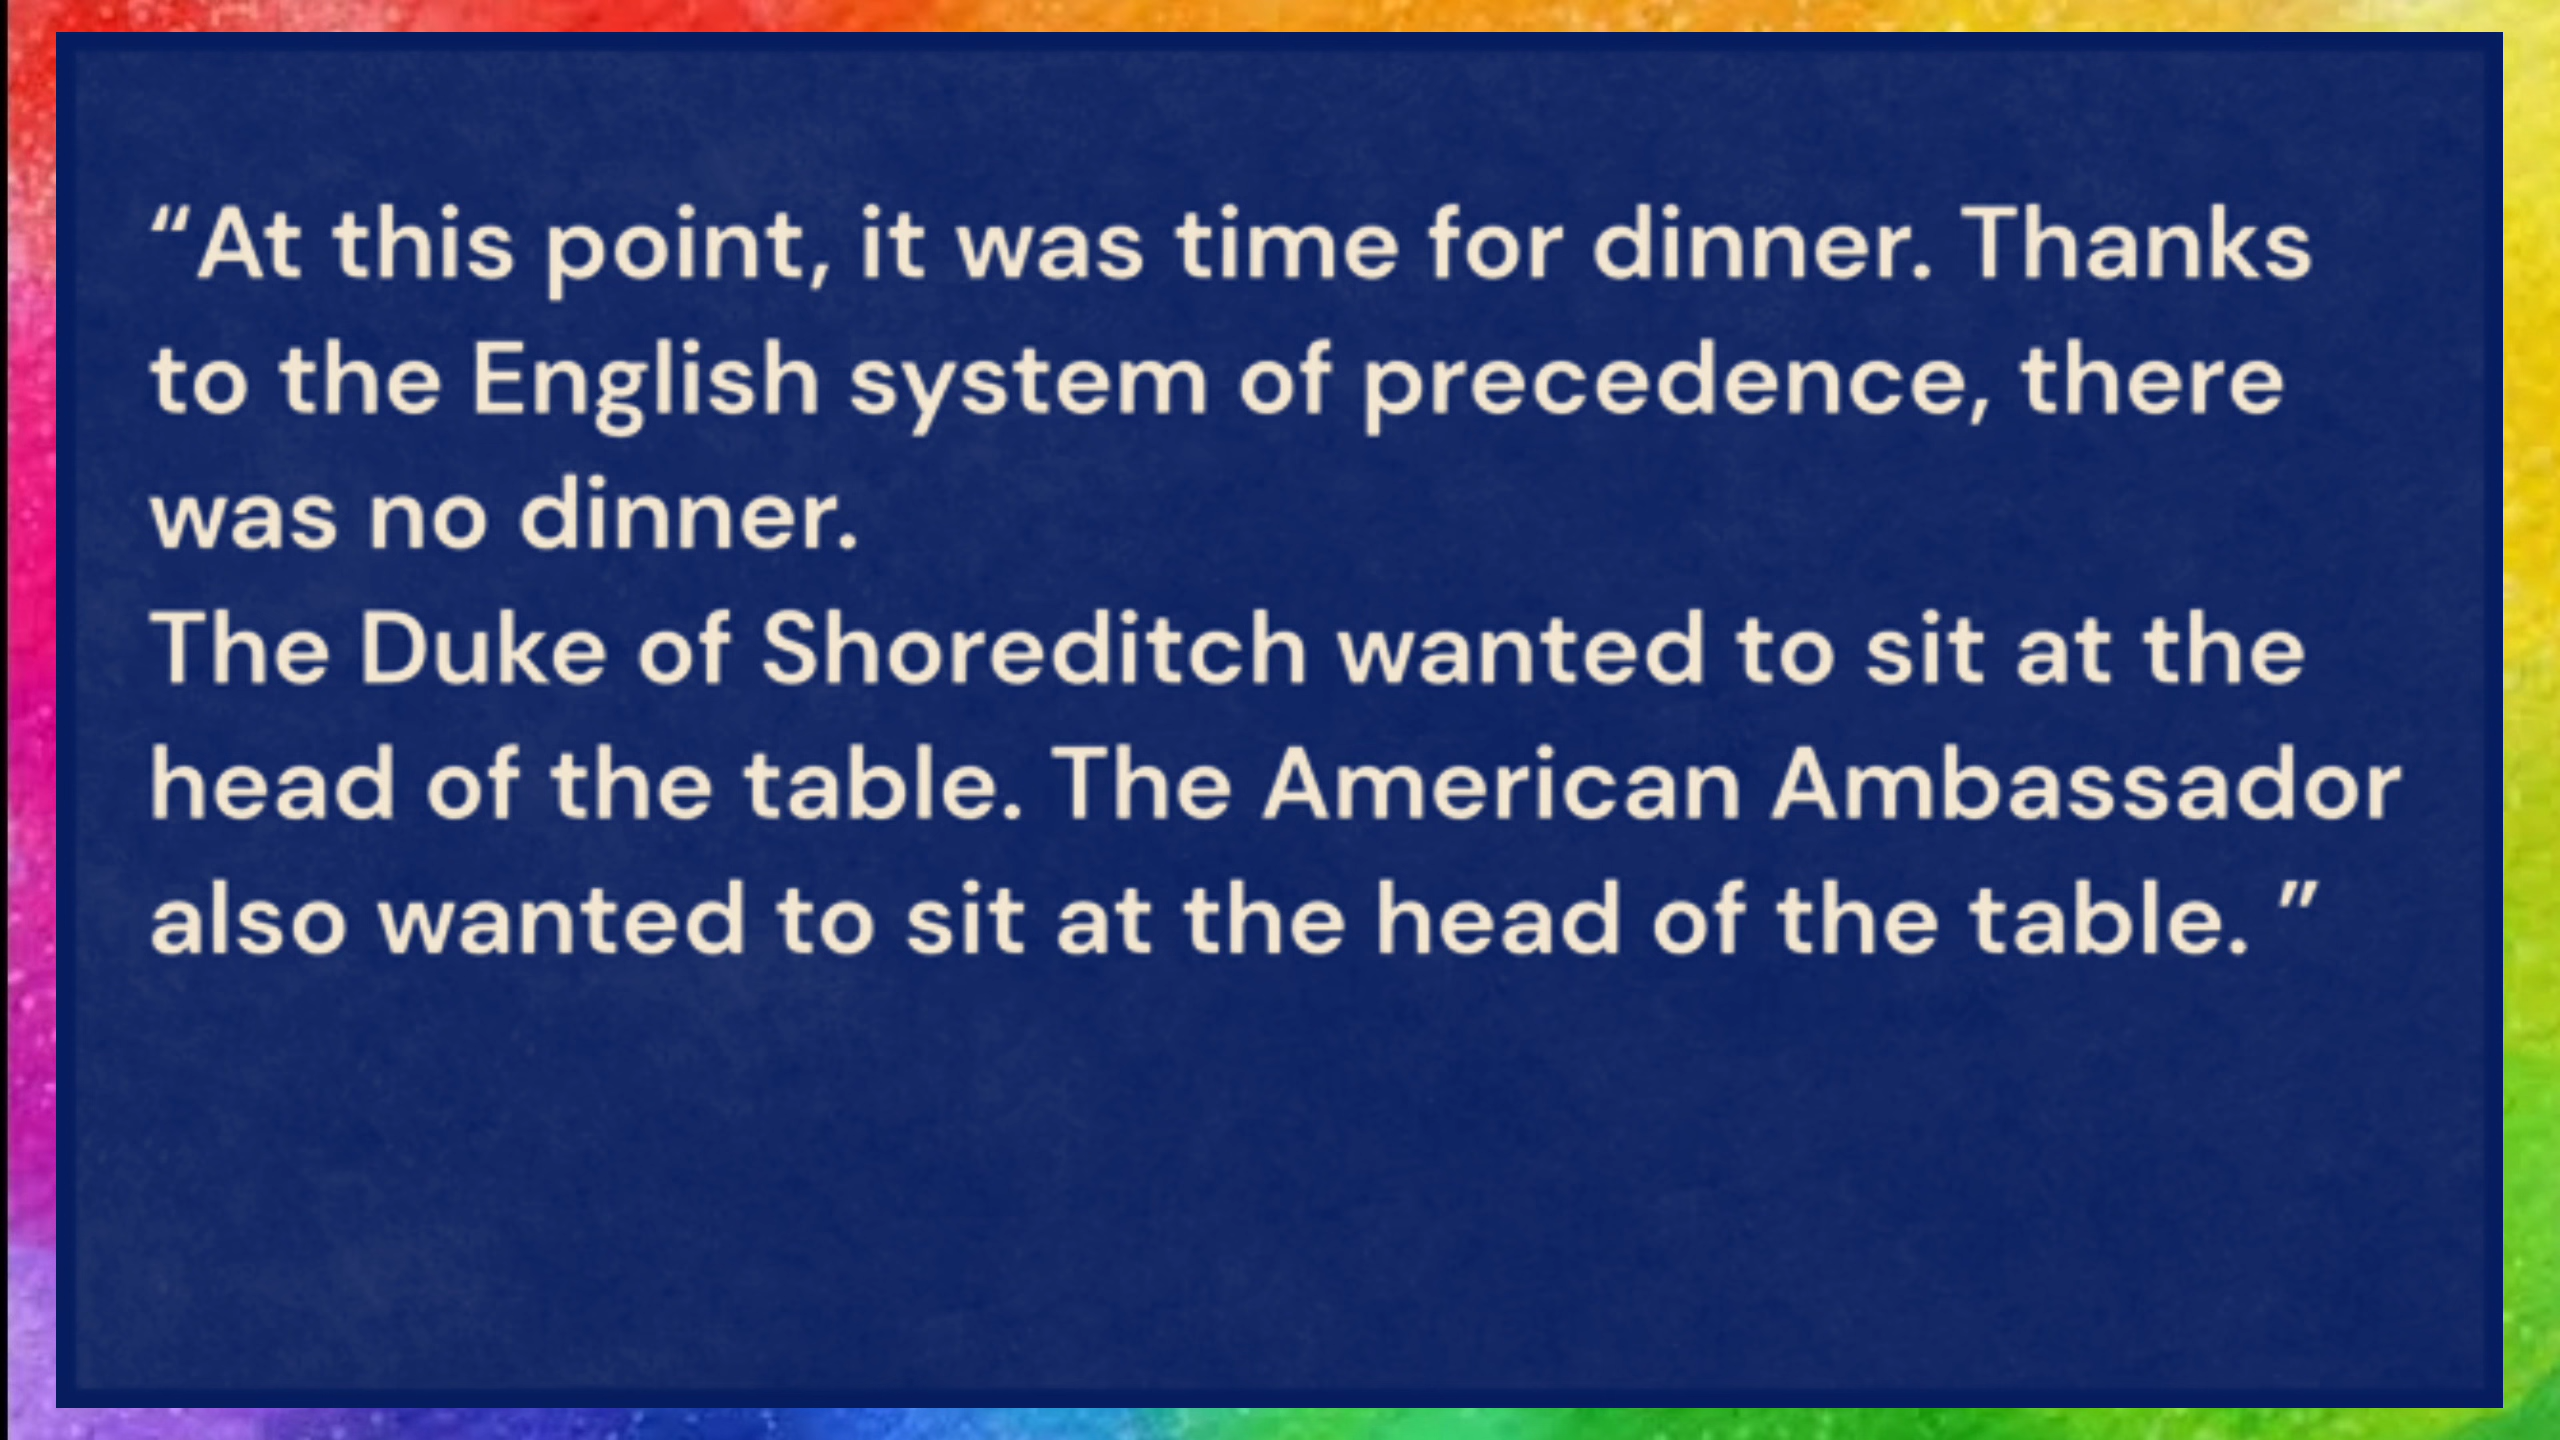 “At this point, it was time for dinner. Thanks
to the English system of precedence, there
was no dinner.
The Duke of Shoreditch wanted to sit at the
head of the table. The American Ambassador
also wanted to sit at the head of the table. ”